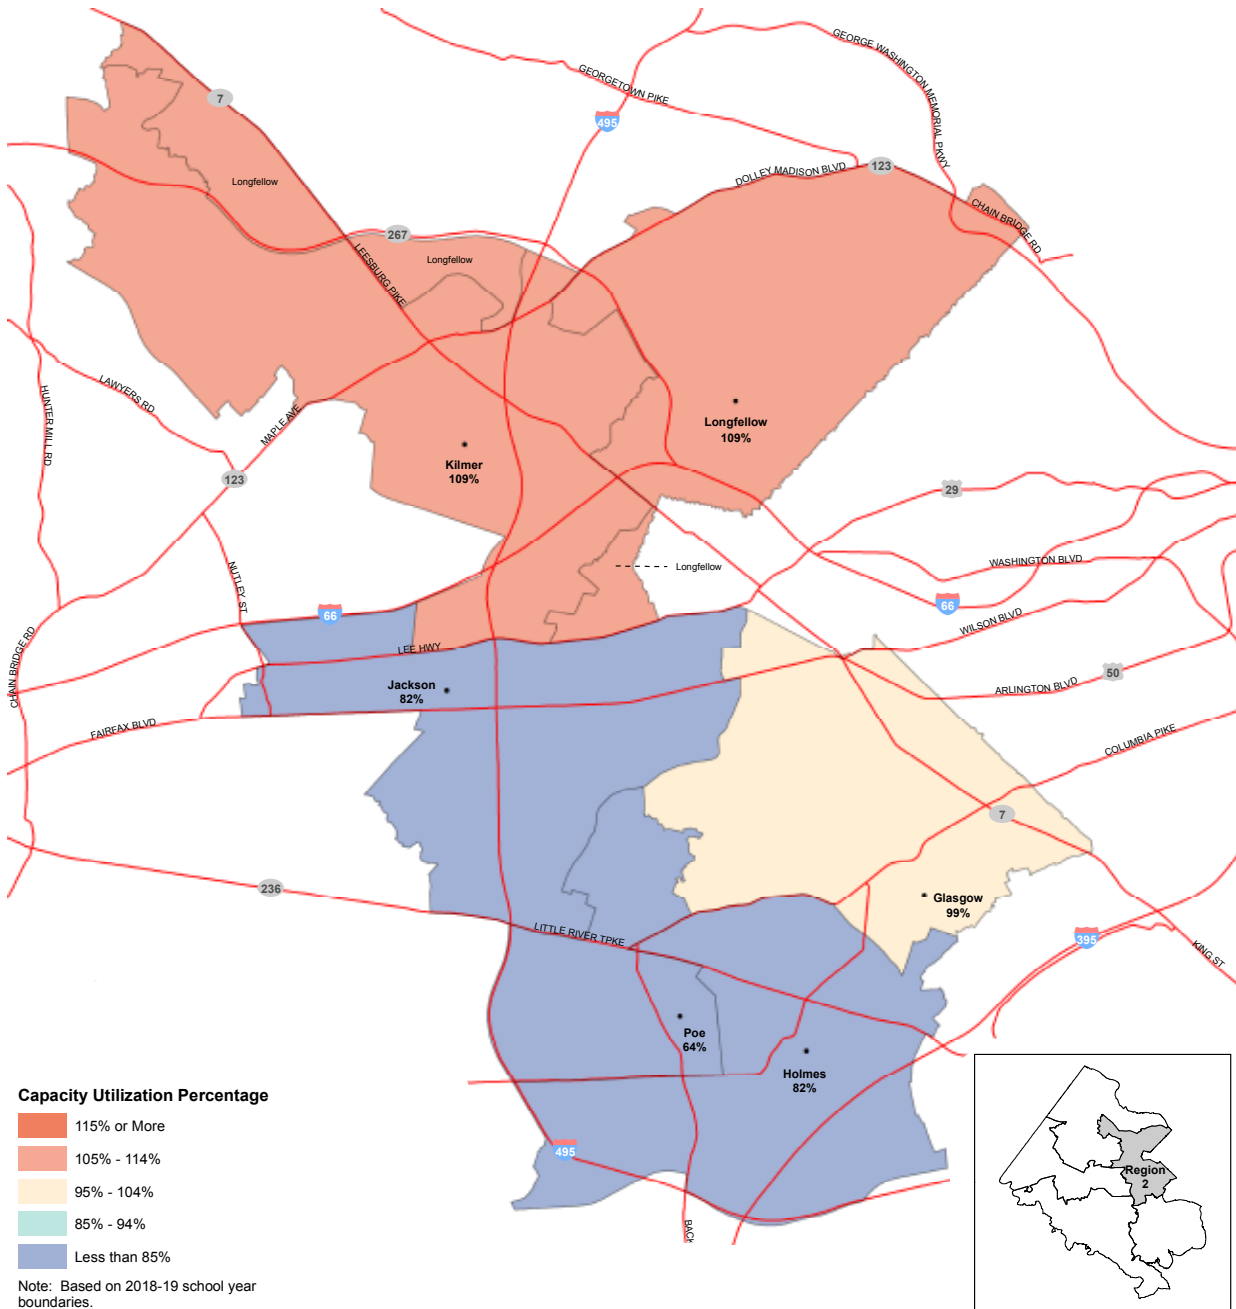 GEORGE WASHINGTON MEMORIAL PKWY
GEORGETOWN PIKE
7
495
DOLLEY MADISON BLVD
123
Longfellow
CHAIN BRIDGE RD
267
LEESBURG PIKE
Longfellow
LAWYERS RD
HUNTER MILL RD
MAPLE AVE
Longfellow
109%
Kilmer
109%
123
29
NUTLEY ST
Longfellow
WASHINGTON BLVD
66
66
WILSON BLVD
CHAIN BRIDGE RD
LEE HWY
50
Jackson
82%
ARLINGTON BLVD
FAIRFAX BLVD
COLUMBIA PIKE
7
236
Glasgow
99%
LITTLE RIVER TPKE
395
KING ST
Poe
64%
Holmes
82%
495
BACK
Capacity Utilization Percentage
115% or More
105% - 114%
95% - 104%
85% - 94%
Less than 85%
Note: Based on 2018-19 school year
boundaries.
Region
2